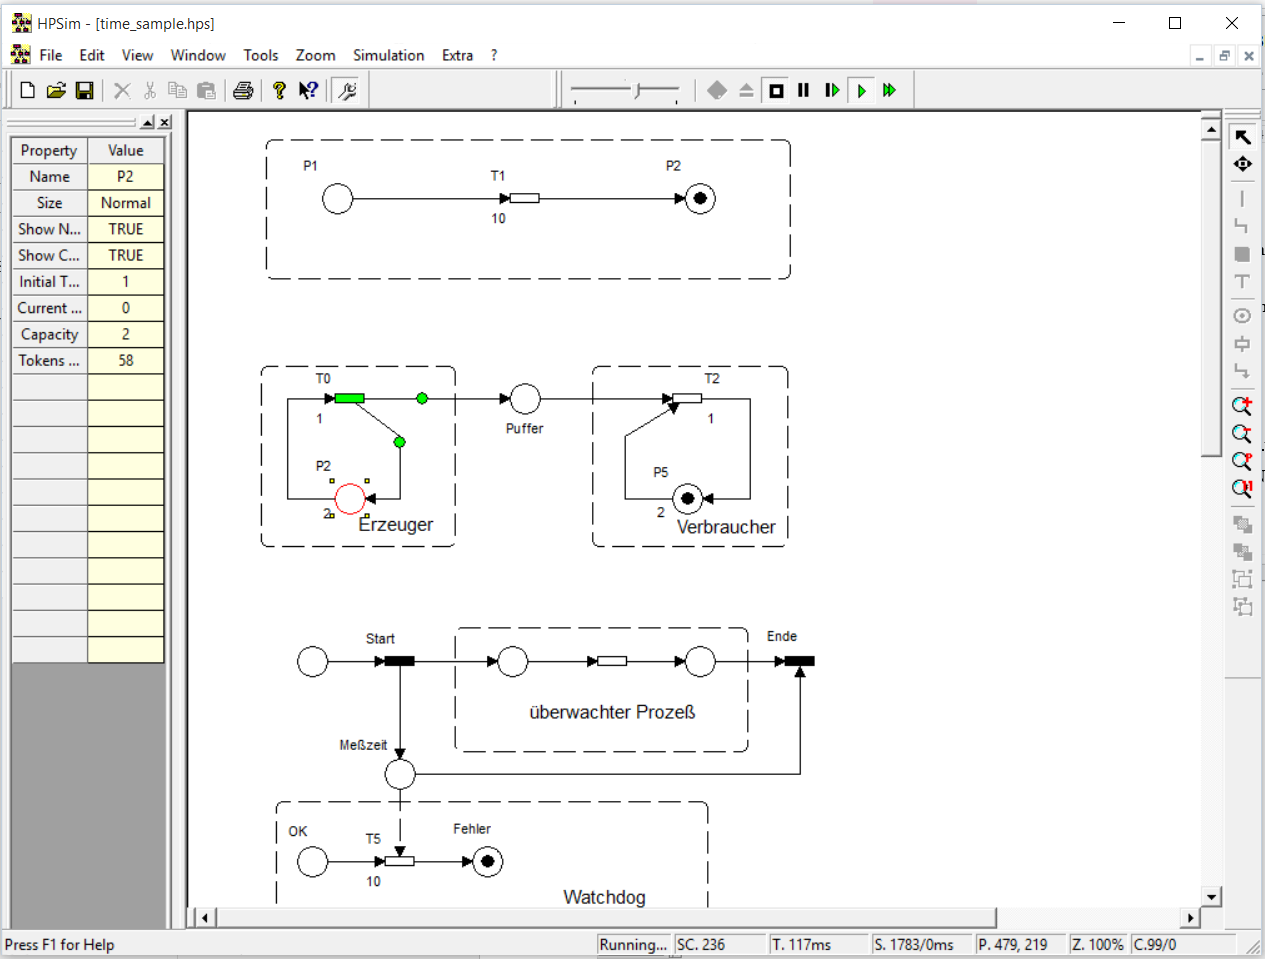 HPSim - [time_sample.hps]
File Edit View Window Tools Zoom Simulation Extra ?
Property Value
Name P2
Size Normal
Show N... TRUE
Show C... TRUE
Initial T... 1
Current ... 0
Capacity 2
Tokens ... 58
P1
T1
P2
10
T0
1
P2
2
Erzeuger
Puffer
T2
1
P5
2
Verbraucher
Start
Ende
überwachter Prozeß
Meßzeit
OK
T5
Fehler
10
Watchdog
Press F1 for Help
Running... SC. 236 T. 117ms S. 1783/0ms P. 479, 219 Z. 100% C.99/0